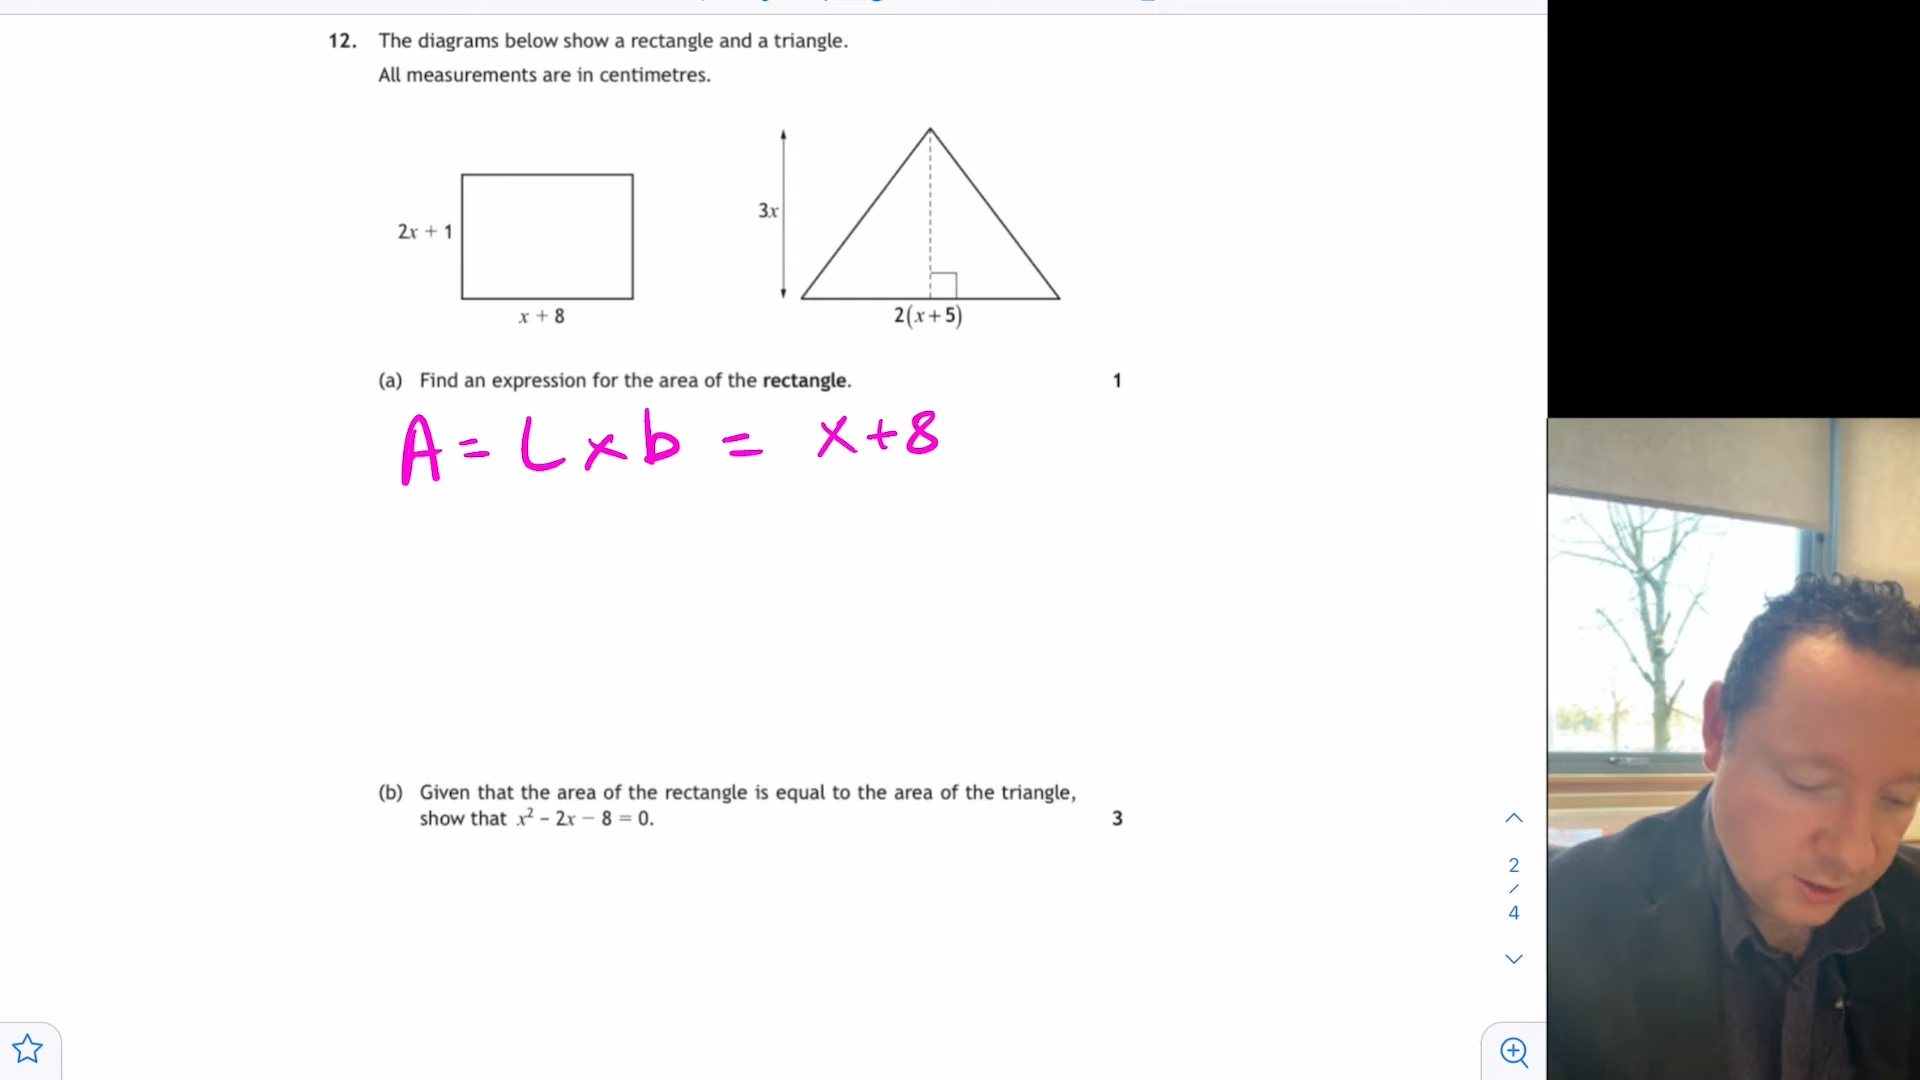 12. The diagrams below show a rectangle and a triangle.
All measurements are in centimetres.
3x
2x + 1
x + 8
2(x+5)
(a) Find an expression for the area of the rectangle. 1
A = L × b = x+8
(b) Given that the area of the rectangle is equal to the area of the triangle,
show that x² - 2x - 8 = 0. 3
2
/
4